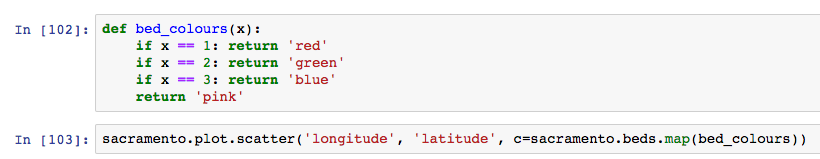 In [102]: def bed_colours(x):
    if x == 1: return 'red'
    if x == 2: return 'green'
    if x == 3: return 'blue'
    return 'pink'
In [103]: sacramento.plot.scatter('longitude', 'latitude', c=sacramento.beds.map(bed_colours))